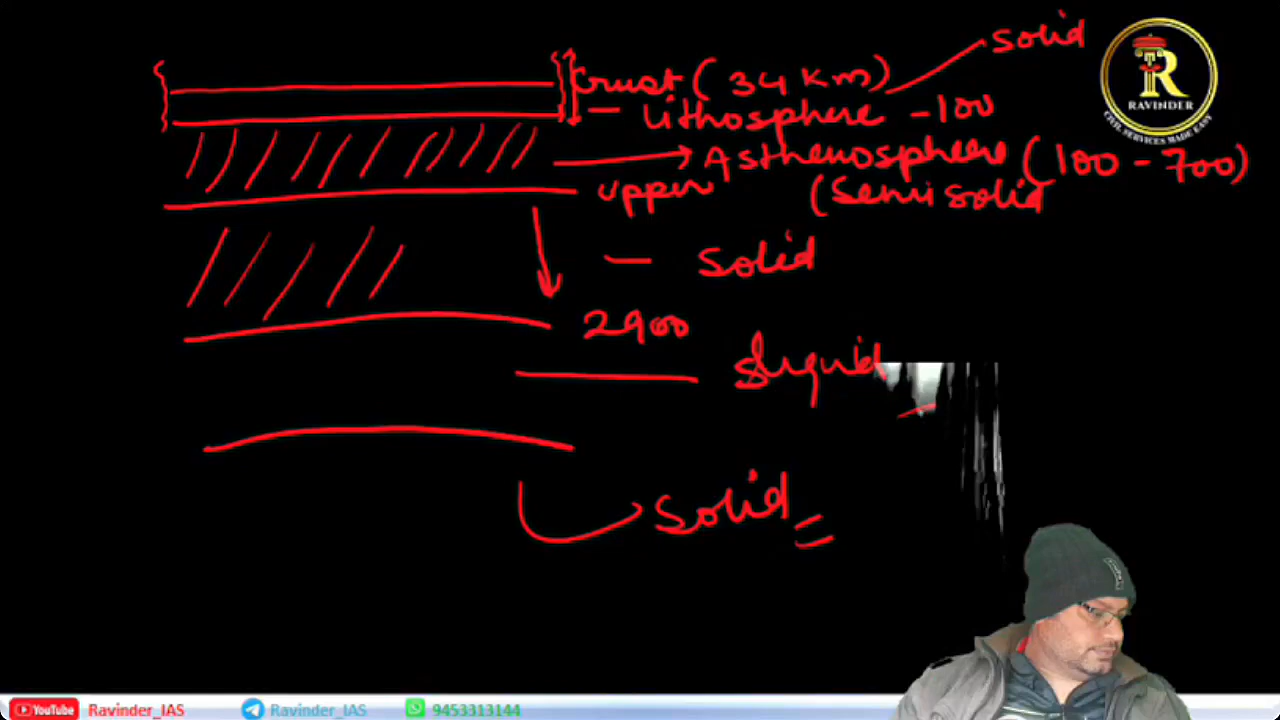 solid
Crust (34 Km)
- Lithosphere - 100
Asthenosphere (100 - 700)
upper (Semi solid
- Solid
2900
liquid
Solid
R
RAVINDER
CIVIL SERVICES MADE EASY
YouTube Ravinder_IAS Ravinder_IAS 9453313144